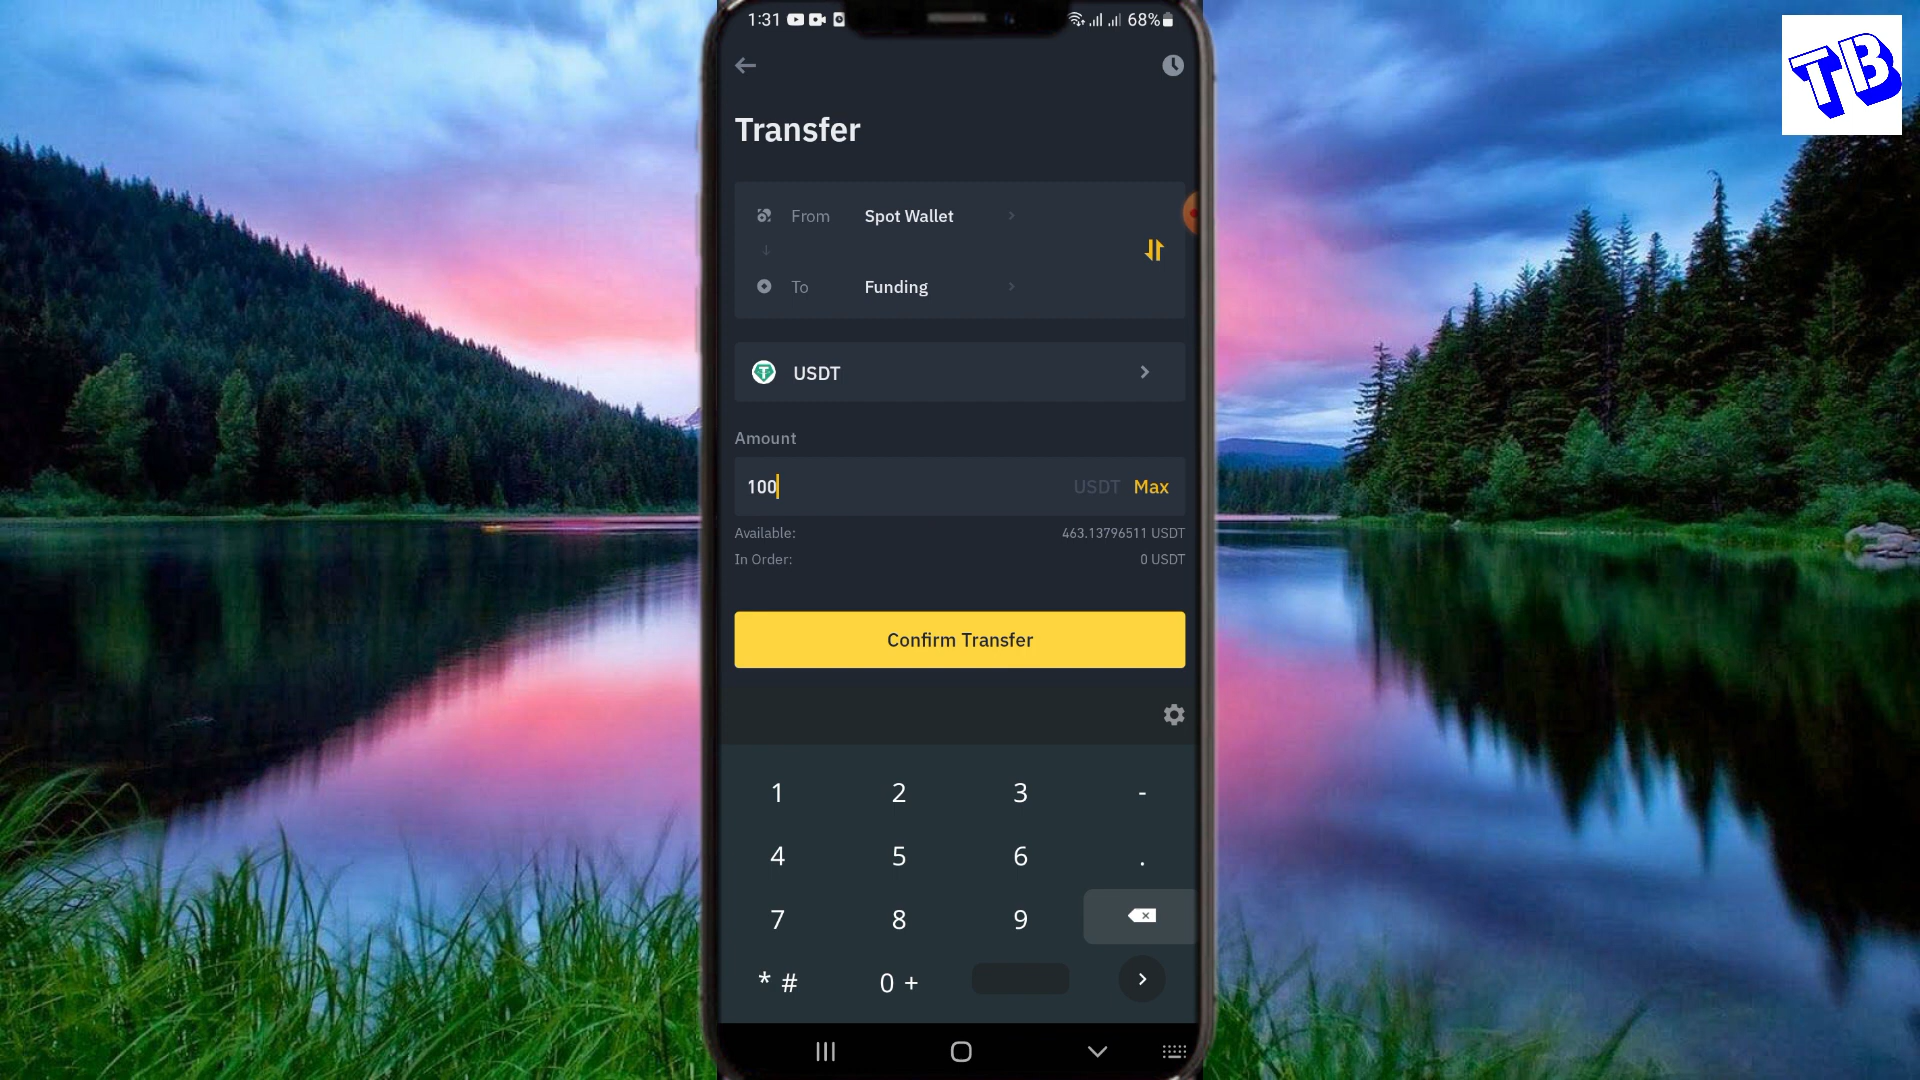 1:31 68%
TB
Transfer
From Spot Wallet
To Funding
USDT
Amount
100 USDT Max
Available: 463.13796511 USDT
In Order: 0 USDT
Confirm Transfer
1 2 3 -
4 5 6 .
7 8 9
* # 0 +